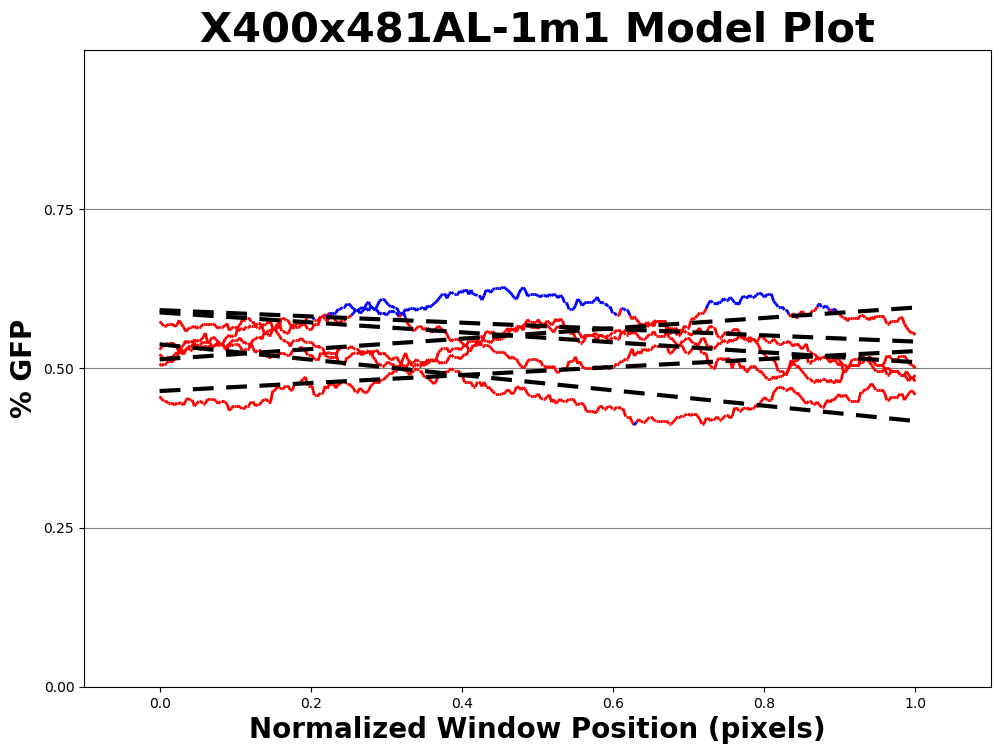 X400x481AL-1m1 Model Plot
% GFP
0.75
0.50
0.25
0.00
0.0 0.2 0.4 0.6 0.8 1.0
Normalized Window Position (pixels)